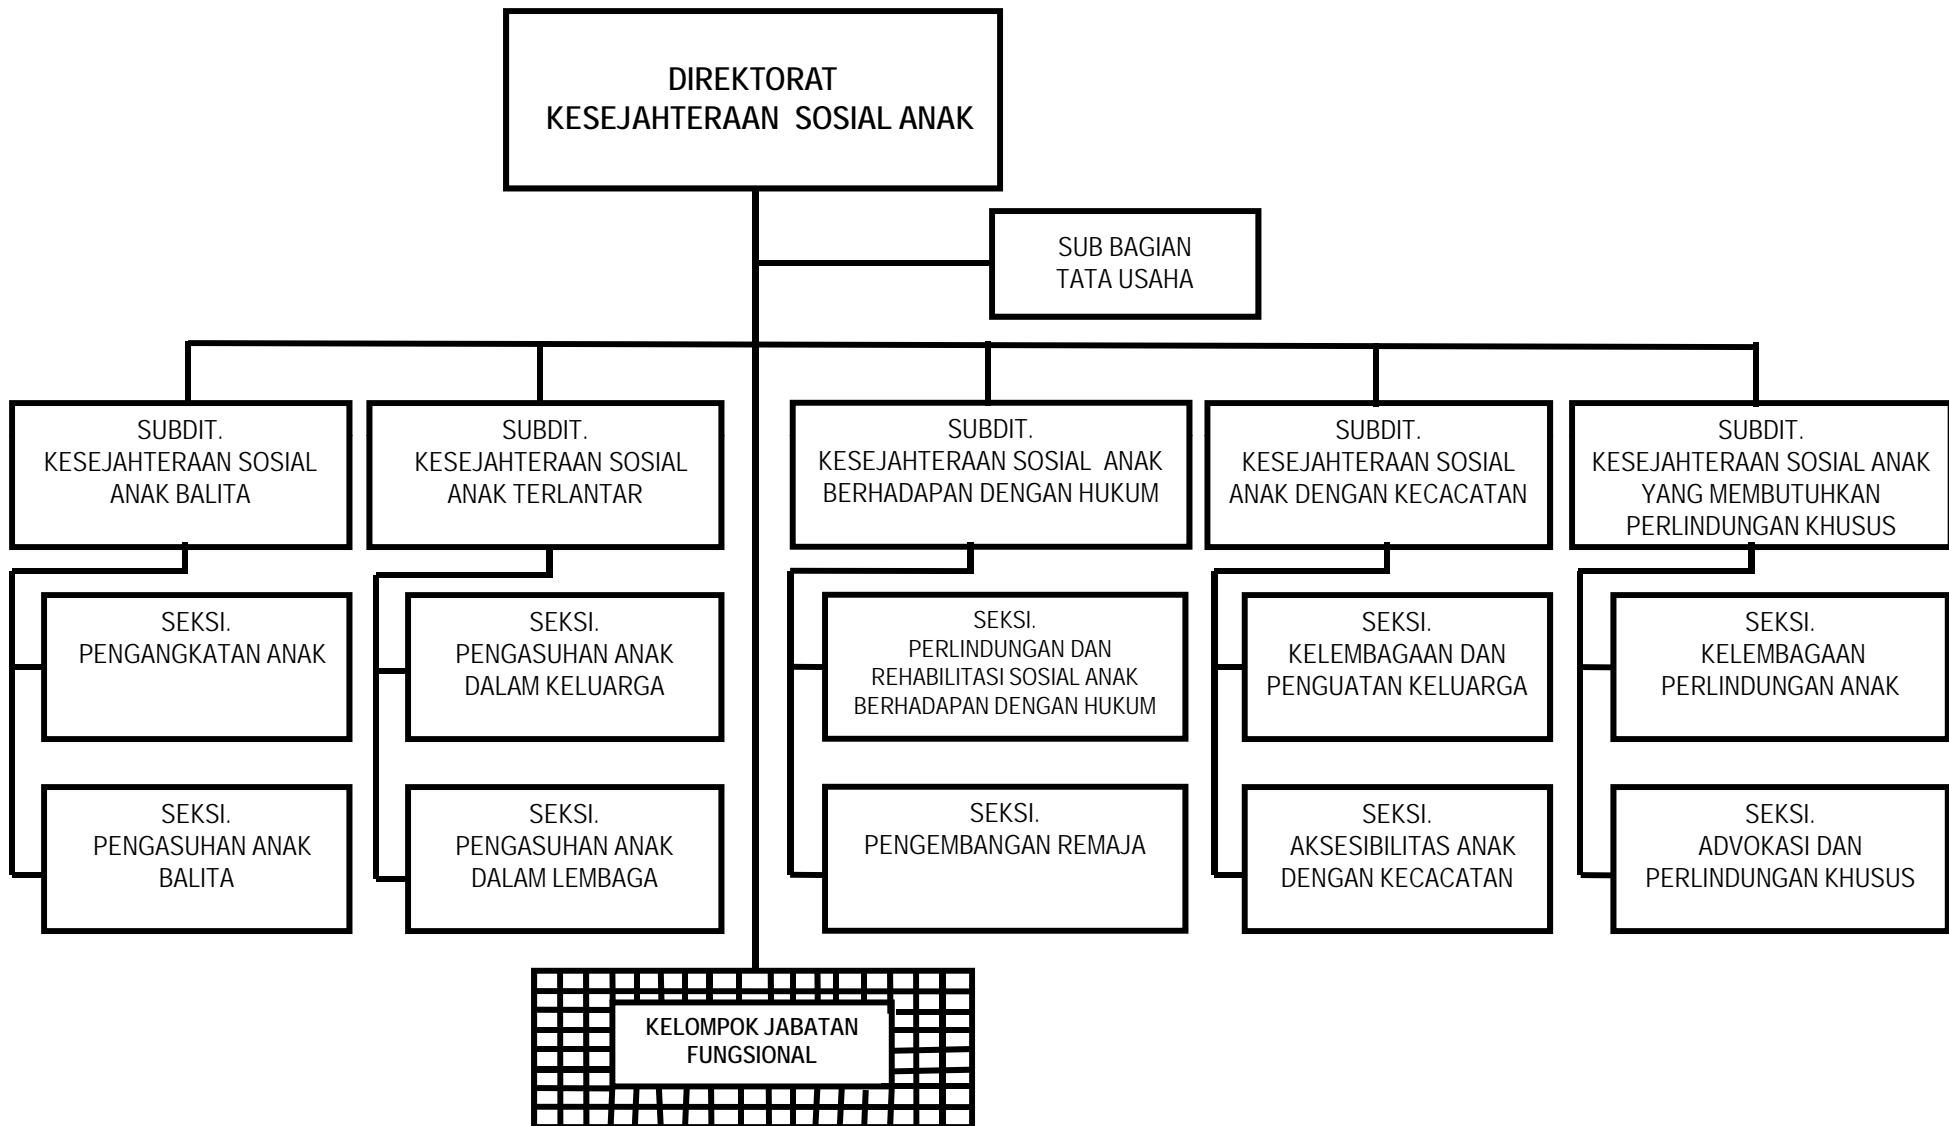 DIREKTORAT
KESEJAHTERAAN SOSIAL ANAK
SUB BAGIAN
TATA USAHA
SUBDIT.
KESEJAHTERAAN SOSIAL
ANAK BALITA
SUBDIT.
KESEJAHTERAAN SOSIAL
ANAK TERLANTAR
SUBDIT.
KESEJAHTERAAN SOSIAL ANAK
BERHADAPAN DENGAN HUKUM
SUBDIT.
KESEJAHTERAAN SOSIAL
ANAK DENGAN KECACATAN
SUBDIT.
KESEJAHTERAAN SOSIAL ANAK
YANG MEMBUTUHKAN
PERLINDUNGAN KHUSUS
SEKSI.
PENGANGKATAN ANAK
SEKSI.
PENGASUHAN ANAK
DALAM KELUARGA
SEKSI.
PERLINDUNGAN DAN
REHABILITASI SOSIAL ANAK
BERHADAPAN DENGAN HUKUM
SEKSI.
KELEMBAGAAN DAN
PENGUATAN KELUARGA
SEKSI.
KELEMBAGAAN
PERLINDUNGAN ANAK
SEKSI.
PENGASUHAN ANAK
BALITA
SEKSI.
PENGASUHAN ANAK
DALAM LEMBAGA
SEKSI.
PENGEMBANGAN REMAJA
SEKSI.
AKSESIBILITAS ANAK
DENGAN KECACATAN
SEKSI.
ADVOKASI DAN
PERLINDUNGAN KHUSUS
KELOMPOK JABATAN
FUNGSIONAL